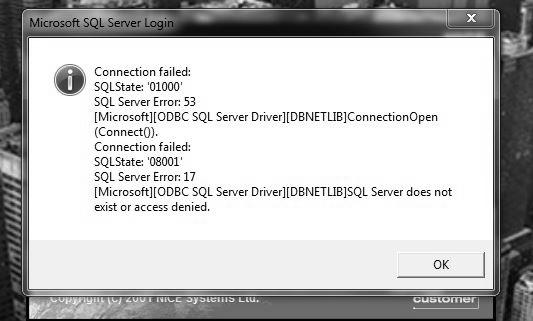 Microsoft SQL Server Login
Connection failed:
SQLState: '01000'
SQL Server Error: 53
[Microsoft][ODBC SQL Server Driver][DBNETLIB]ConnectionOpen
(Connect()).
Connection failed:
SQLState: '08001'
SQL Server Error: 17
[Microsoft][ODBC SQL Server Driver][DBNETLIB]SQL Server does not
exist or access denied.
OK
Copyright (c) 2001 NICE Systems Ltd.
customer